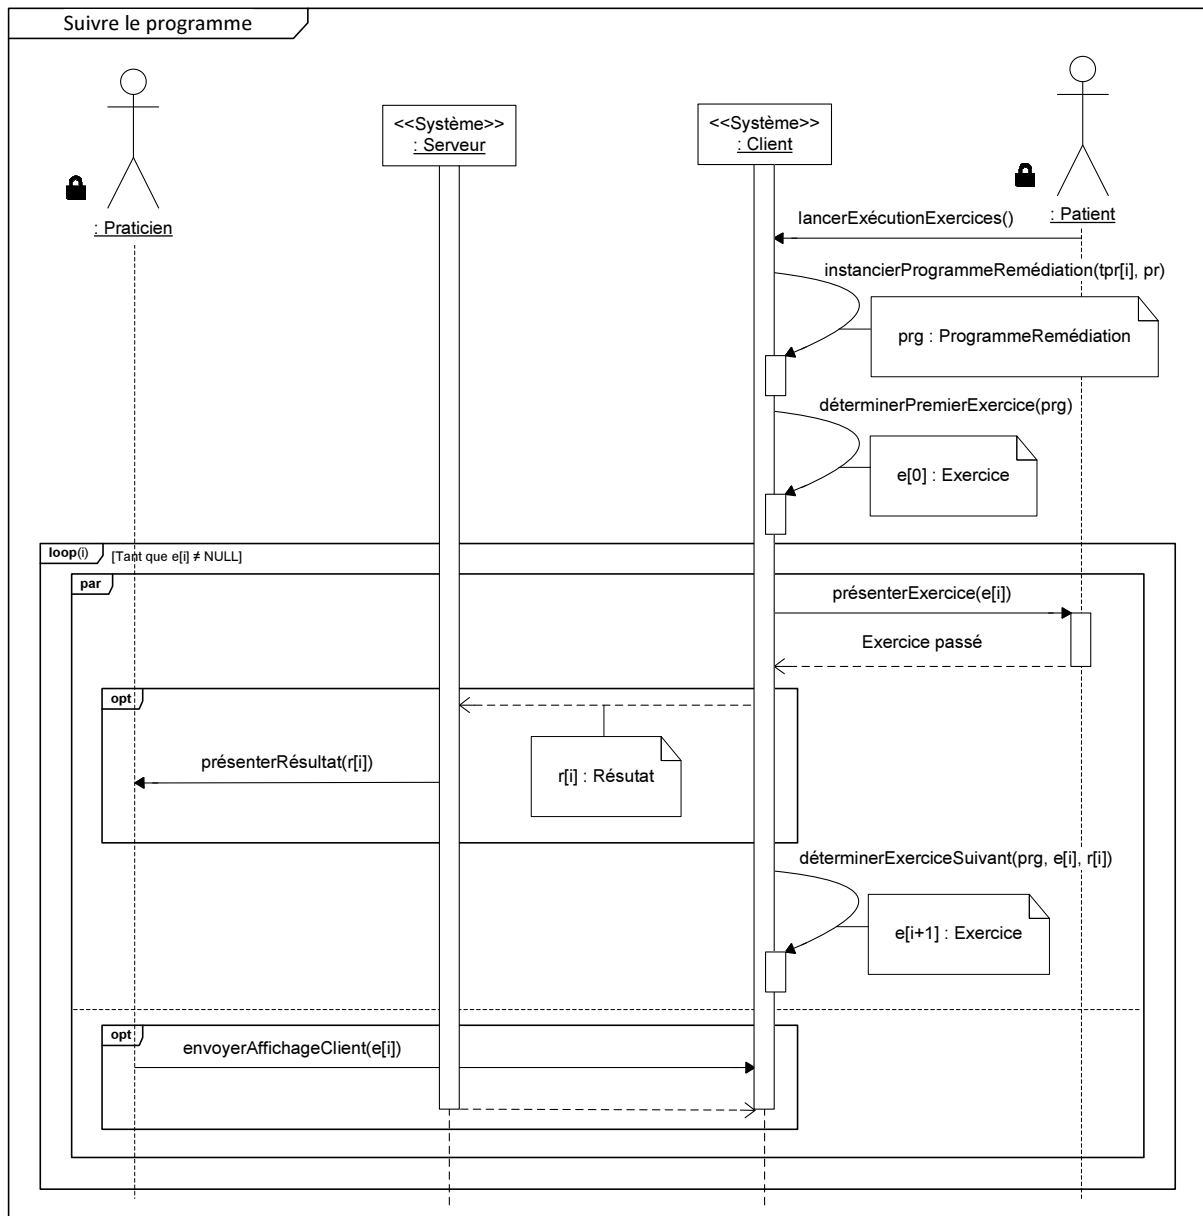 Suivre le programme
<<Système>>
: Serveur
<<Système>>
: Client
: Praticien
: Patient
lancerExécutionExercices()
instancierProgrammeRemédiation(tpr[i], pr)
prg : ProgrammeRemédiation
déterminerPremierExercice(prg)
e[0] : Exercice
loop(i) [Tant que e[i] ≠ NULL]
par
présenterExercice(e[i])
Exercice passé
opt
présenterRésultat(r[i])
r[i] : Résutat
déterminerExerciceSuivant(prg, e[i], r[i])
e[i+1] : Exercice
opt
envoyerAffichageClient(e[i])